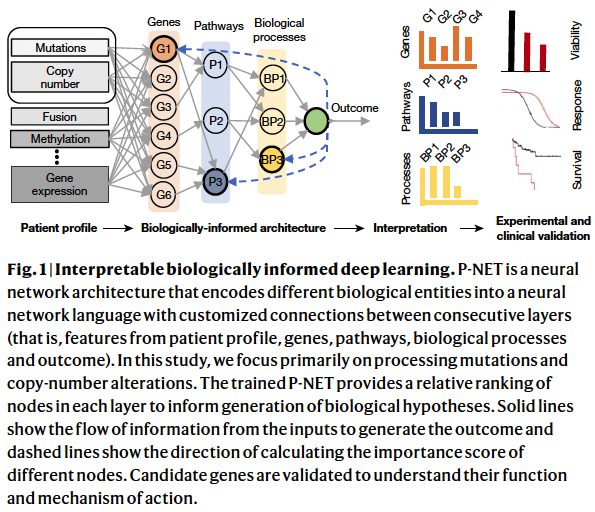 Genes
Pathways
Biological
processes
Mutations
Copy
number
Fusion
Methylation
Gene
expression
G1
G2
G3
G4
G5
G6
P1
P2
P3
BP1
BP2
BP3
Outcome
Genes
G1 G2 G3 G4
Pathways
P1 P2 P3
Processes
BP1 BP2 BP3
Viability
Response
Survival
Patient profile
Biologically-informed architecture
Interpretation
Experimental and
clinical validation
Fig. 1 | Interpretable biologically informed deep learning. P-NET is a neural
network architecture that encodes different biological entities into a neural
network language with customized connections between consecutive layers
(that is, features from patient profile, genes, pathways, biological processes
and outcome). In this study, we focus primarily on processing mutations and
copy-number alterations. The trained P-NET provides a relative ranking of
nodes in each layer to inform generation of biological hypotheses. Solid lines
show the flow of information from the inputs to generate the outcome and
dashed lines show the direction of calculating the importance score of
different nodes. Candidate genes are validated to understand their function
and mechanism of action.